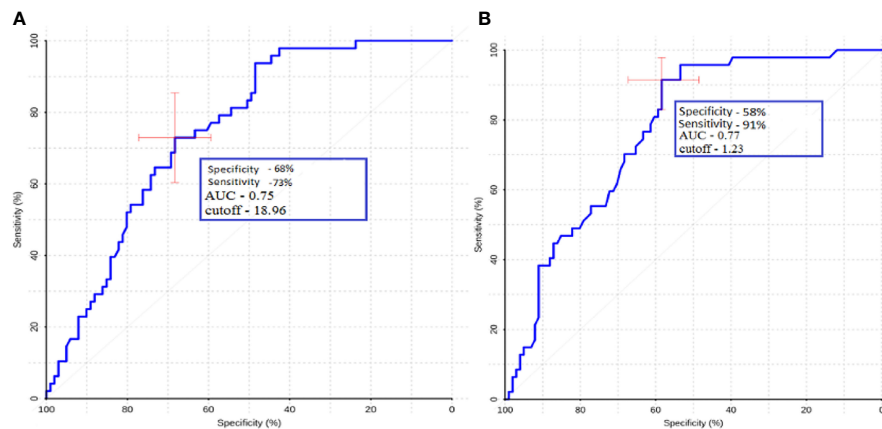 A
100
80
60
40
20
0
Sensitivity (%)
Specificity - 68%
Sensitivity -73%
AUC - 0.75
cutoff - 18.96
100 80 60 40 20 0
Specificity (%)
B
100
80
60
40
20
0
Sensitivity (%)
Specificity - 58%
Sensitivity - 91%
AUC - 0.77
cutoff - 1.23
100 80 60 40 20 0
Specificity (%)